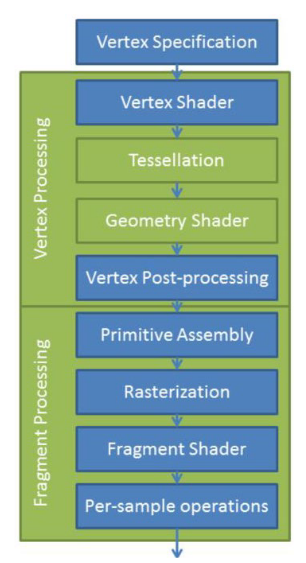 Vertex Specification
Vertex Processing
Vertex Shader
Tessellation
Geometry Shader
Vertex Post-processing
Fragment Processing
Primitive Assembly
Rasterization
Fragment Shader
Per-sample operations